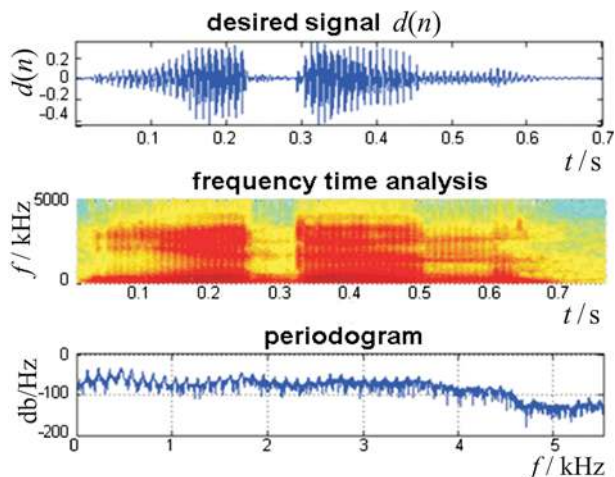 desired signal d(n)
d(n)
0.2
0
-0.2
-0.4
0.1 0.2 0.3 0.4 0.5 0.6 0.7
t / s
frequency time analysis
f / kHz
5000
0
0.1 0.2 0.3 0.4 0.5 0.6 0.7
t / s
periodogram
db/Hz
0
-100
-200
0 1 2 3 4 5
f / kHz